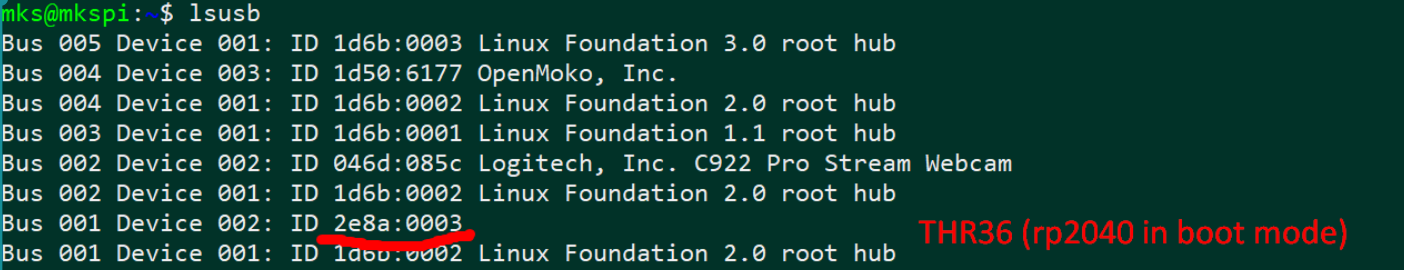 mks@mkspi:~$ lsusb
Bus 005 Device 001: ID 1d6b:0003 Linux Foundation 3.0 root hub
Bus 004 Device 003: ID 1d50:6177 OpenMoko, Inc.
Bus 004 Device 001: ID 1d6b:0002 Linux Foundation 2.0 root hub
Bus 003 Device 001: ID 1d6b:0001 Linux Foundation 1.1 root hub
Bus 002 Device 002: ID 046d:085c Logitech, Inc. C922 Pro Stream Webcam
Bus 002 Device 001: ID 1d6b:0002 Linux Foundation 2.0 root hub
Bus 001 Device 002: ID 2e8a:0003
THR36 (rp2040 in boot mode)
Bus 001 Device 001: ID 1d6b:0002 Linux Foundation 2.0 root hub